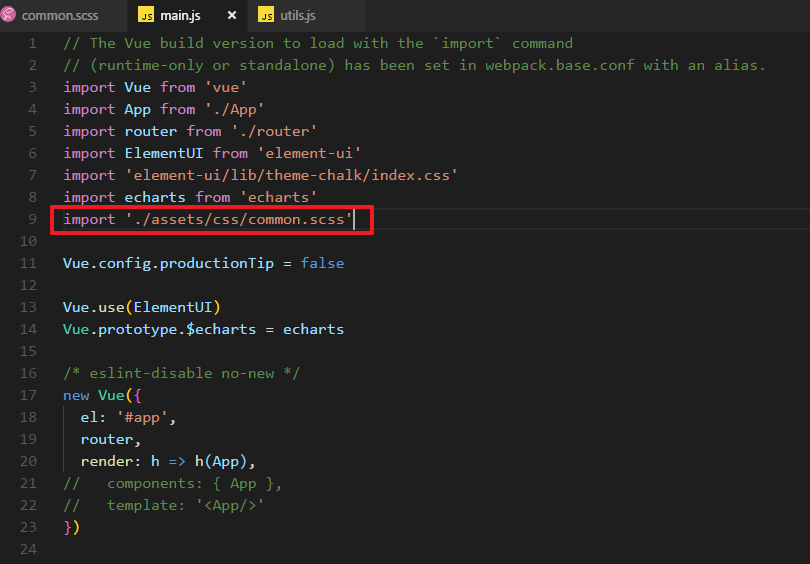 common.scss JS main.js × JS utils.js
1 // The Vue build version to load with the `import` command
2 // (runtime-only or standalone) has been set in webpack.base.conf with an alias.
3 import Vue from 'vue'
4 import App from './App'
5 import router from './router'
6 import ElementUI from 'element-ui'
7 import 'element-ui/lib/theme-chalk/index.css'
8 import echarts from 'echarts'
9 import './assets/css/common.scss'
10
11 Vue.config.productionTip = false
12
13 Vue.use(ElementUI)
14 Vue.prototype.$echarts = echarts
15
16 /* eslint-disable no-new */
17 new Vue({
18   el: '#app',
19   router,
20   render: h => h(App),
21 //   components: { App },
22 //   template: '<App/>'
23 })
24